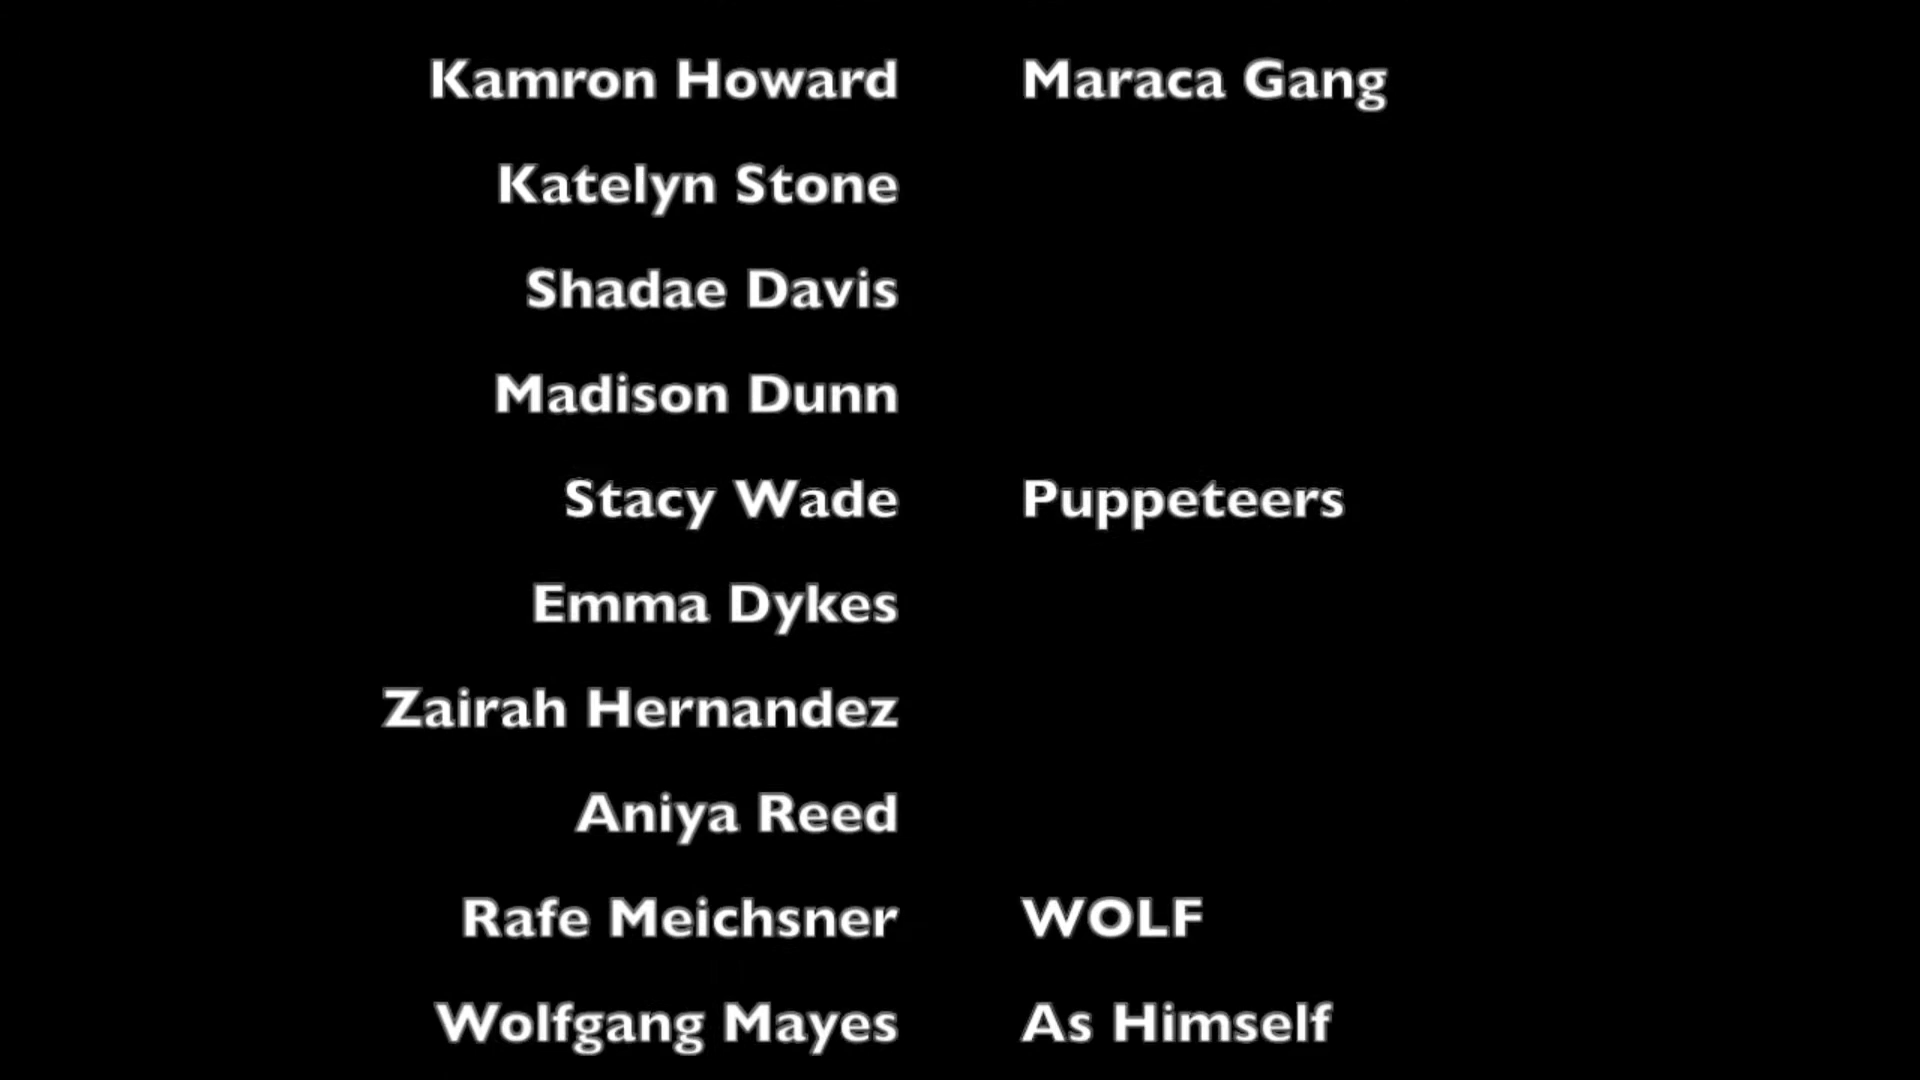 Kamron Howard Maraca Gang
Katelyn Stone
Shadae Davis
Madison Dunn
Stacy Wade Puppeteers
Emma Dykes
Zairah Hernandez
Aniya Reed
Rafe Meichsner WOLF
Wolfgang Mayes As Himself